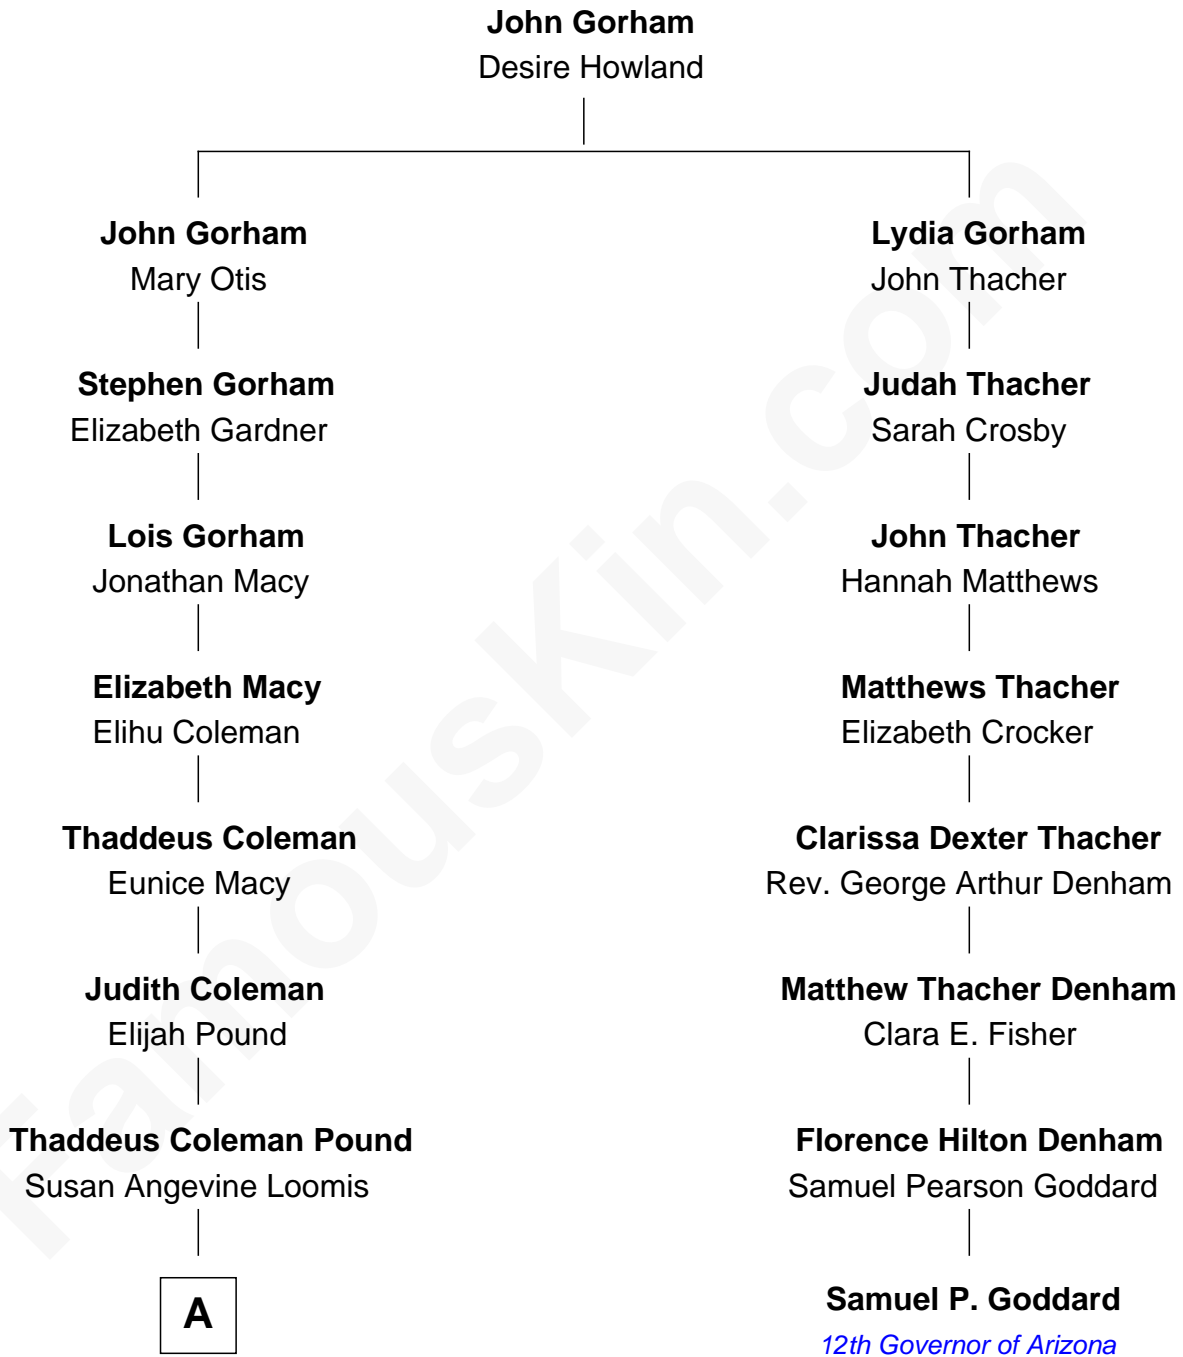 John Gorham
Desire Howland
John Gorham
Mary Otis
Lydia Gorham
John Thacher
Stephen Gorham
Elizabeth Gardner
Judah Thacher
Sarah Crosby
Lois Gorham
Jonathan Macy
John Thacher
Hannah Matthews
Elizabeth Macy
Elihu Coleman
Matthews Thacher
Elizabeth Crocker
Thaddeus Coleman
Eunice Macy
Clarissa Dexter Thacher
Rev. George Arthur Denham
Judith Coleman
Elijah Pound
Matthew Thacher Denham
Clara E. Fisher
Thaddeus Coleman Pound
Susan Angevine Loomis
Florence Hilton Denham
Samuel Pearson Goddard
A
Samuel P. Goddard
12th Governor of Arizona
FamousKin.com